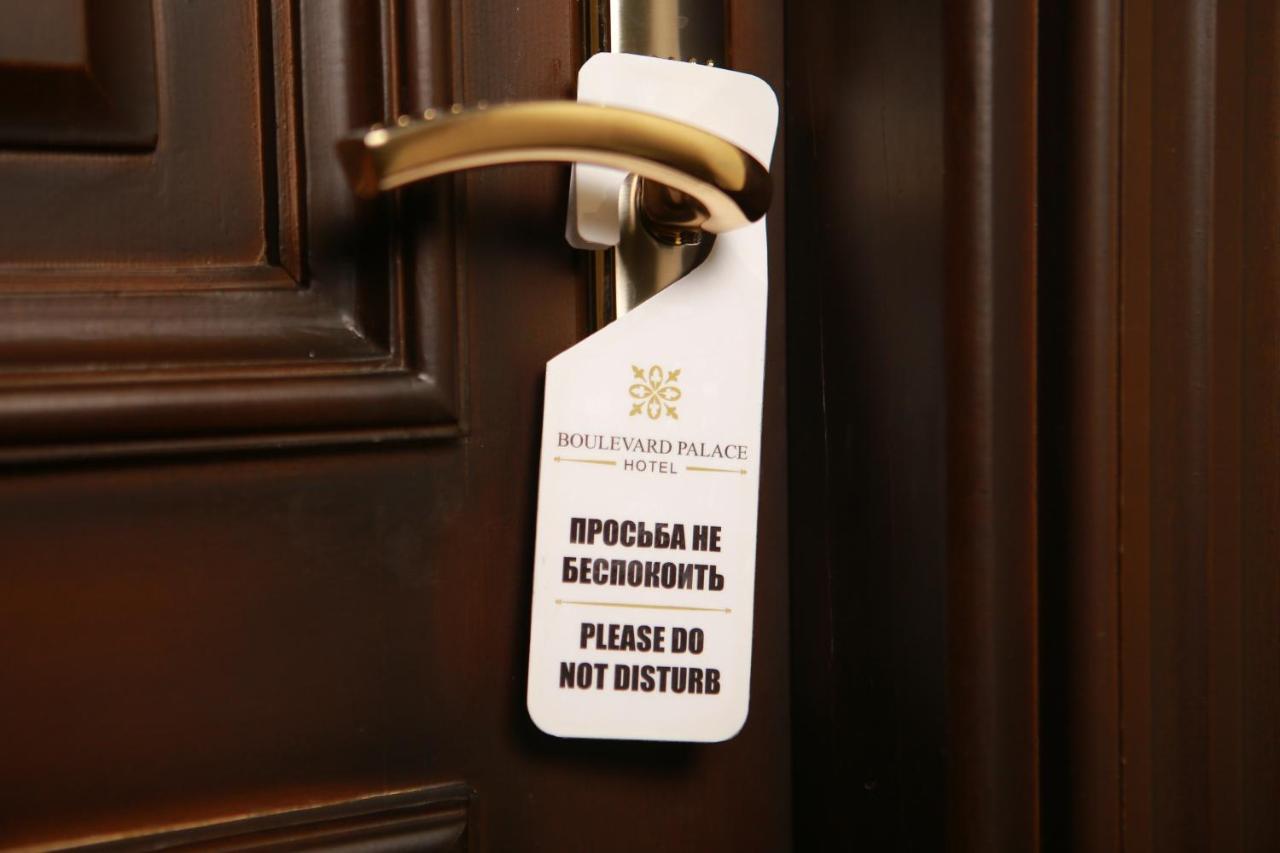 BOULEVARD PALACE
HOTEL
ПРОСЬБА НЕ
БЕСПОКОИТЬ
PLEASE DO
NOT DISTURB